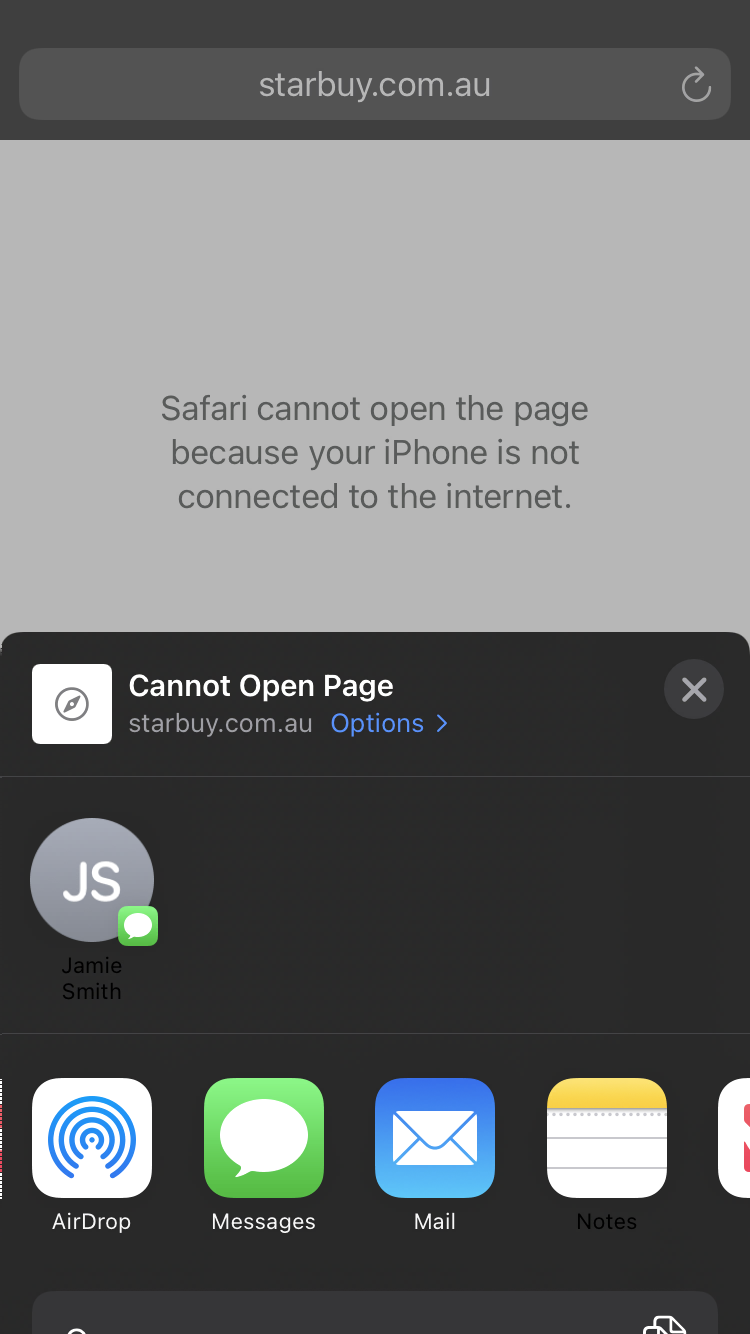 starbuy.com.au
Safari cannot open the page
because your iPhone is not
connected to the internet.
Cannot Open Page
starbuy.com.au Options >
JS
Jamie
Smith
AirDrop Messages Mail Notes